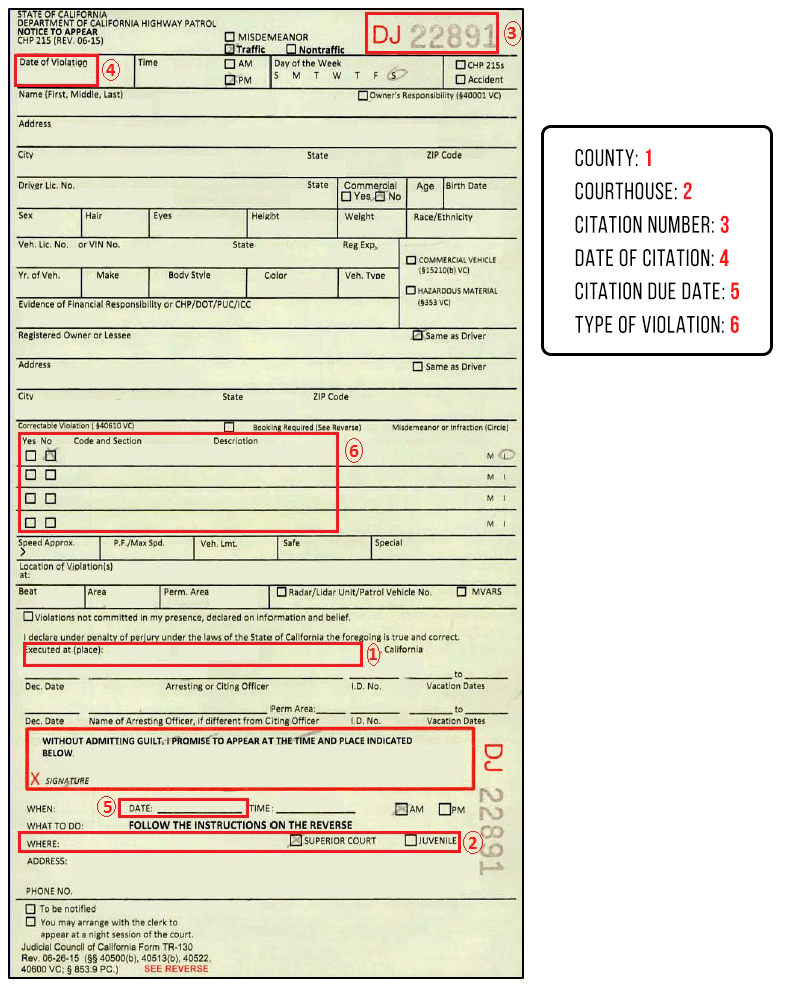 STATE OF CALIFORNIA
DEPARTMENT OF CALIFORNIA HIGHWAY PATROL
NOTICE TO APPEAR
CHP 215 (REV. 06-15)
MISDEMEANOR
Traffic Nontraffic
DJ 22891 3
Date of Violation 4 Time AM Day of the Week CHP 215s
PM S M T W T F S Accident
Name (First, Middle, Last) Owner's Responsibility (§40001 VC)
Address
City State ZIP Code
Driver Lic. No. State Commercial Age Birth Date
Yes No
Sex Hair Eyes Height Weight Race/Ethnicity
Veh. Lic. No. or VIN No. State Reg Exp.
COMMERCIAL VEHICLE
(§15210(b) VC)
Yr. of Veh. Make Body Style Color Veh. Type
HAZARDOUS MATERIAL
(§353 VC)
Evidence of Financial Responsibility or CHP/DOT/PUC/ICC
Registered Owner or Lessee Same as Driver
Address Same as Driver
City State ZIP Code
Correctable Violation ( §40610 VC) Booking Required (See Reverse) Misdemeanor or Infraction (Circle)
Yes No Code and Section Description 6
M I
M I
M I
M I
Speed Approx. P.F./Max Spd. Veh. Lmt. Safe Special
Location of Violation(s)
at:
Beat Area Perm. Area Radar/Lidar Unit/Patrol Vehicle No. MVARS
Violations not committed in my presence, declared on information and belief.
I declare under penalty of perjury under the laws of the State of California the foregoing is true and correct.
Executed at (place): 1 , California
to
Dec. Date Arresting or Citing Officer I.D. No. Vacation Dates
Perm Area: to
Dec. Date Name of Arresting Officer, if different from Citing Officer I.D. No. Vacation Dates
WITHOUT ADMITTING GUILT, I PROMISE TO APPEAR AT THE TIME AND PLACE INDICATED
BELOW.
X SIGNATURE
DJ 22891
WHEN: 5 DATE: TIME: AM PM
WHAT TO DO: FOLLOW THE INSTRUCTIONS ON THE REVERSE
WHERE: SUPERIOR COURT JUVENILE 2
ADDRESS:
PHONE NO.
To be notified
You may arrange with the clerk to
appear at a night session of the court.
Judicial Council of California Form TR-130
Rev. 06-26-15 (§§ 40500(b), 40513(b), 40522,
40600 VC; § 853.9 PC.) SEE REVERSE
COUNTY: 1
COURTHOUSE: 2
CITATION NUMBER: 3
DATE OF CITATION: 4
CITATION DUE DATE: 5
TYPE OF VIOLATION: 6